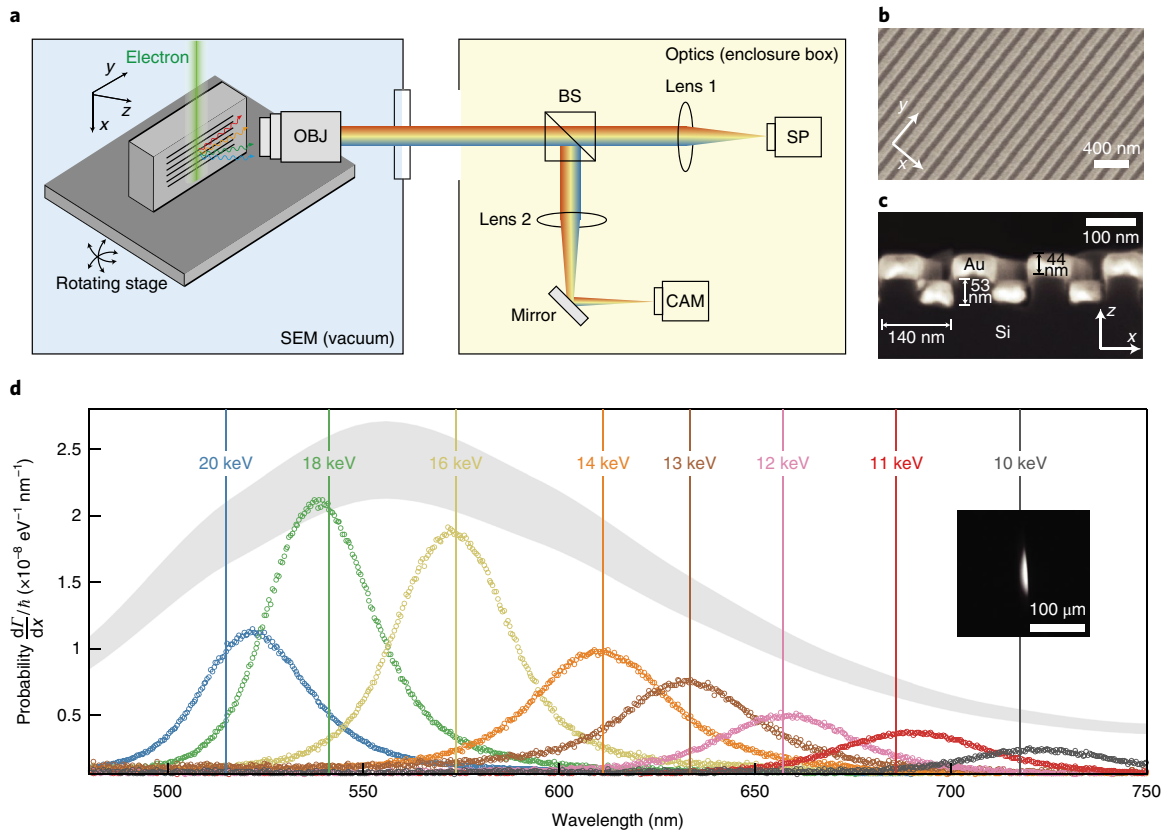 a
Electron
y
z
x
OBJ
Rotating stage
SEM (vacuum)
Optics (enclosure box)
BS
Lens 1
SP
Lens 2
Mirror
CAM
b
y
x
400 nm
c
100 nm
Au
44
nm
53
nm
140 nm
Si
z
x
d
Probability dΓ/dx /ℏ (×10⁻⁸ eV⁻¹ nm⁻¹)
2.5
2
1.5
1
0.5
20 keV
18 keV
16 keV
14 keV
13 keV
12 keV
11 keV
10 keV
100 μm
500
550
600
650
700
750
Wavelength (nm)